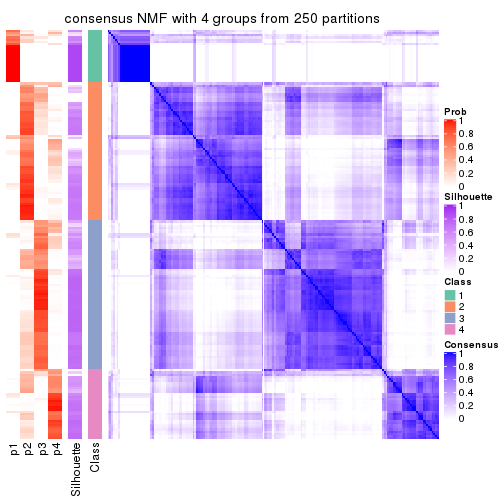 consensus NMF with 4 groups from 250 partitions
Prob
1
0.8
0.6
0.4
0.2
0
Silhouette
1
0.8
0.6
0.4
0.2
0
Class
1
2
3
4
Consensus
1
0.8
0.6
0.4
0.2
0
p1
p2
p3
p4
Silhouette
Class